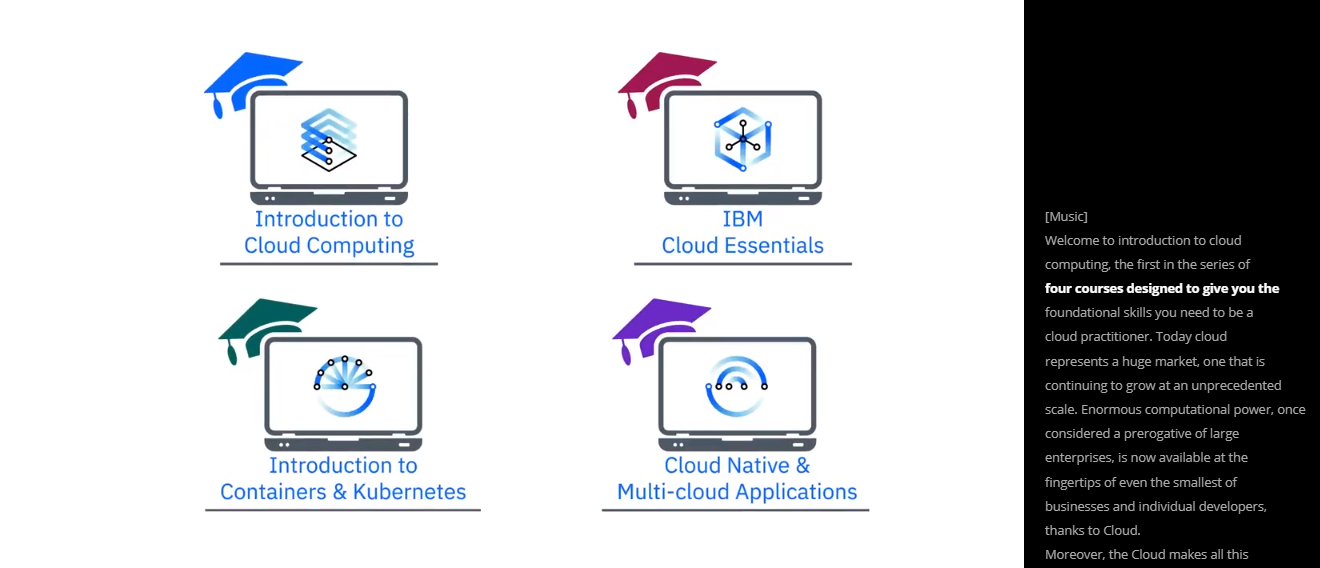 Introduction to
Cloud Computing
IBM
Cloud Essentials
Introduction to
Containers & Kubernetes
Cloud Native &
Multi-cloud Applications
[Music]
Welcome to introduction to cloud
computing, the first in the series of
four courses designed to give you the
foundational skills you need to be a
cloud practitioner. Today cloud
represents a huge market, one that is
continuing to grow at an unprecedented
scale. Enormous computational power, once
considered a prerogative of large
enterprises, is now available at the
fingertips of even the smallest of
businesses and individual developers,
thanks to Cloud.
Moreover, the Cloud makes all this